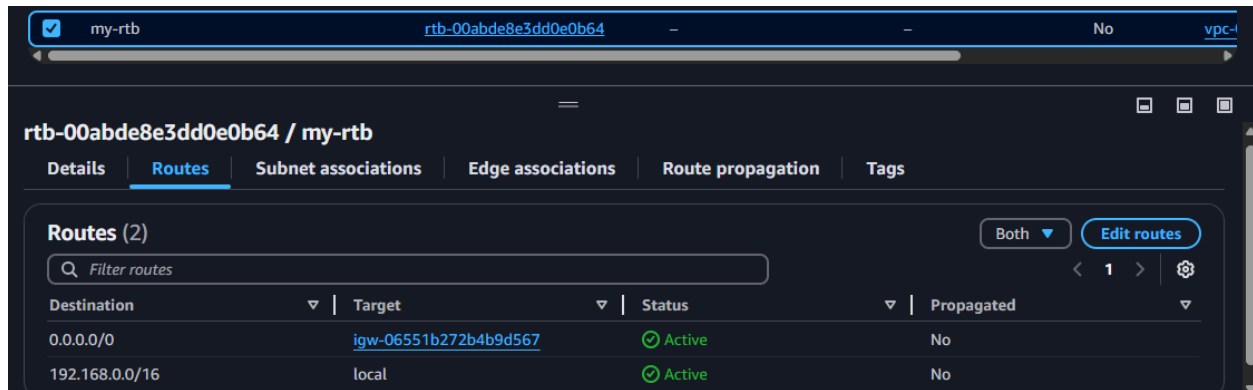 my-rtb rtb-00abde8e3dd0e0b64 – – No
rtb-00abde8e3dd0e0b64 / my-rtb
Details Routes Subnet associations Edge associations Route propagation Tags
Routes (2) Both Edit routes
Filter routes 1
Destination Target Status Propagated
0.0.0.0/0 igw-06551b272b4b9d567 Active No
192.168.0.0/16 local Active No